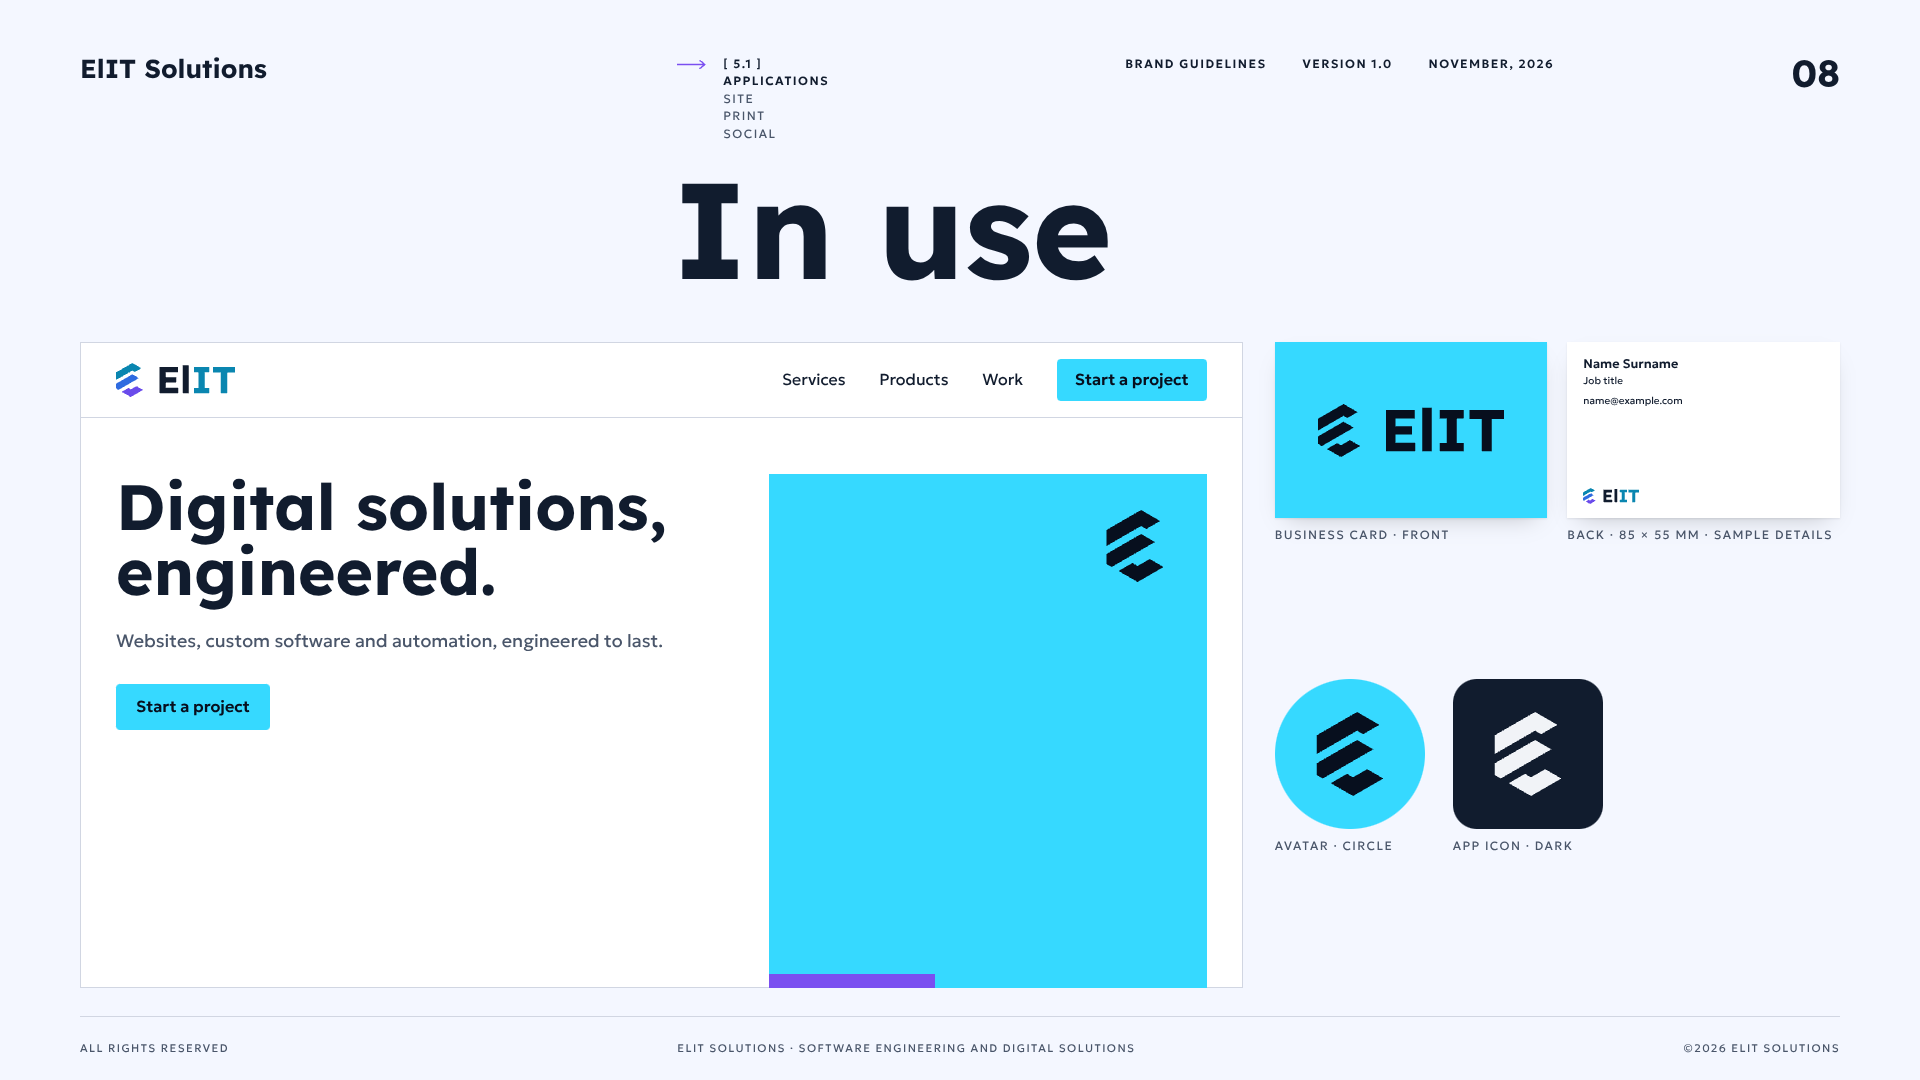 ElIT Solutions
[ 5.1 ]
APPLICATIONS
SITE
PRINT
SOCIAL
BRAND GUIDELINES
VERSION 1.0
NOVEMBER, 2026
08
In use
ElIT
Services
Products
Work
Start a project
Digital solutions,
engineered.
Websites, custom software and automation, engineered to last.
Start a project
ElIT
BUSINESS CARD · FRONT
Name Surname
Job title
name@example.com
ElIT
BACK · 85 × 55 MM · SAMPLE DETAILS
AVATAR · CIRCLE
APP ICON · DARK
ALL RIGHTS RESERVED
ELIT SOLUTIONS · SOFTWARE ENGINEERING AND DIGITAL SOLUTIONS
©2026 ELIT SOLUTIONS